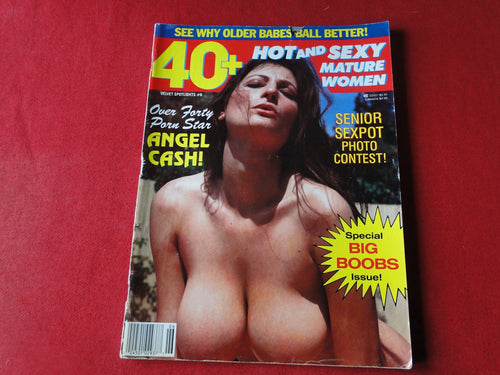 SEE WHY OLDER BABES BALL BETTER!
40+
HOT AND SEXY
MATURE
WOMEN
VELVET SPOTLIGHTS #6
Over Forty
Porn Star
ANGEL
CASH!
SENIOR
SEXPOT
PHOTO
CONTEST!
Special
BIG
BOOBS
Issue!